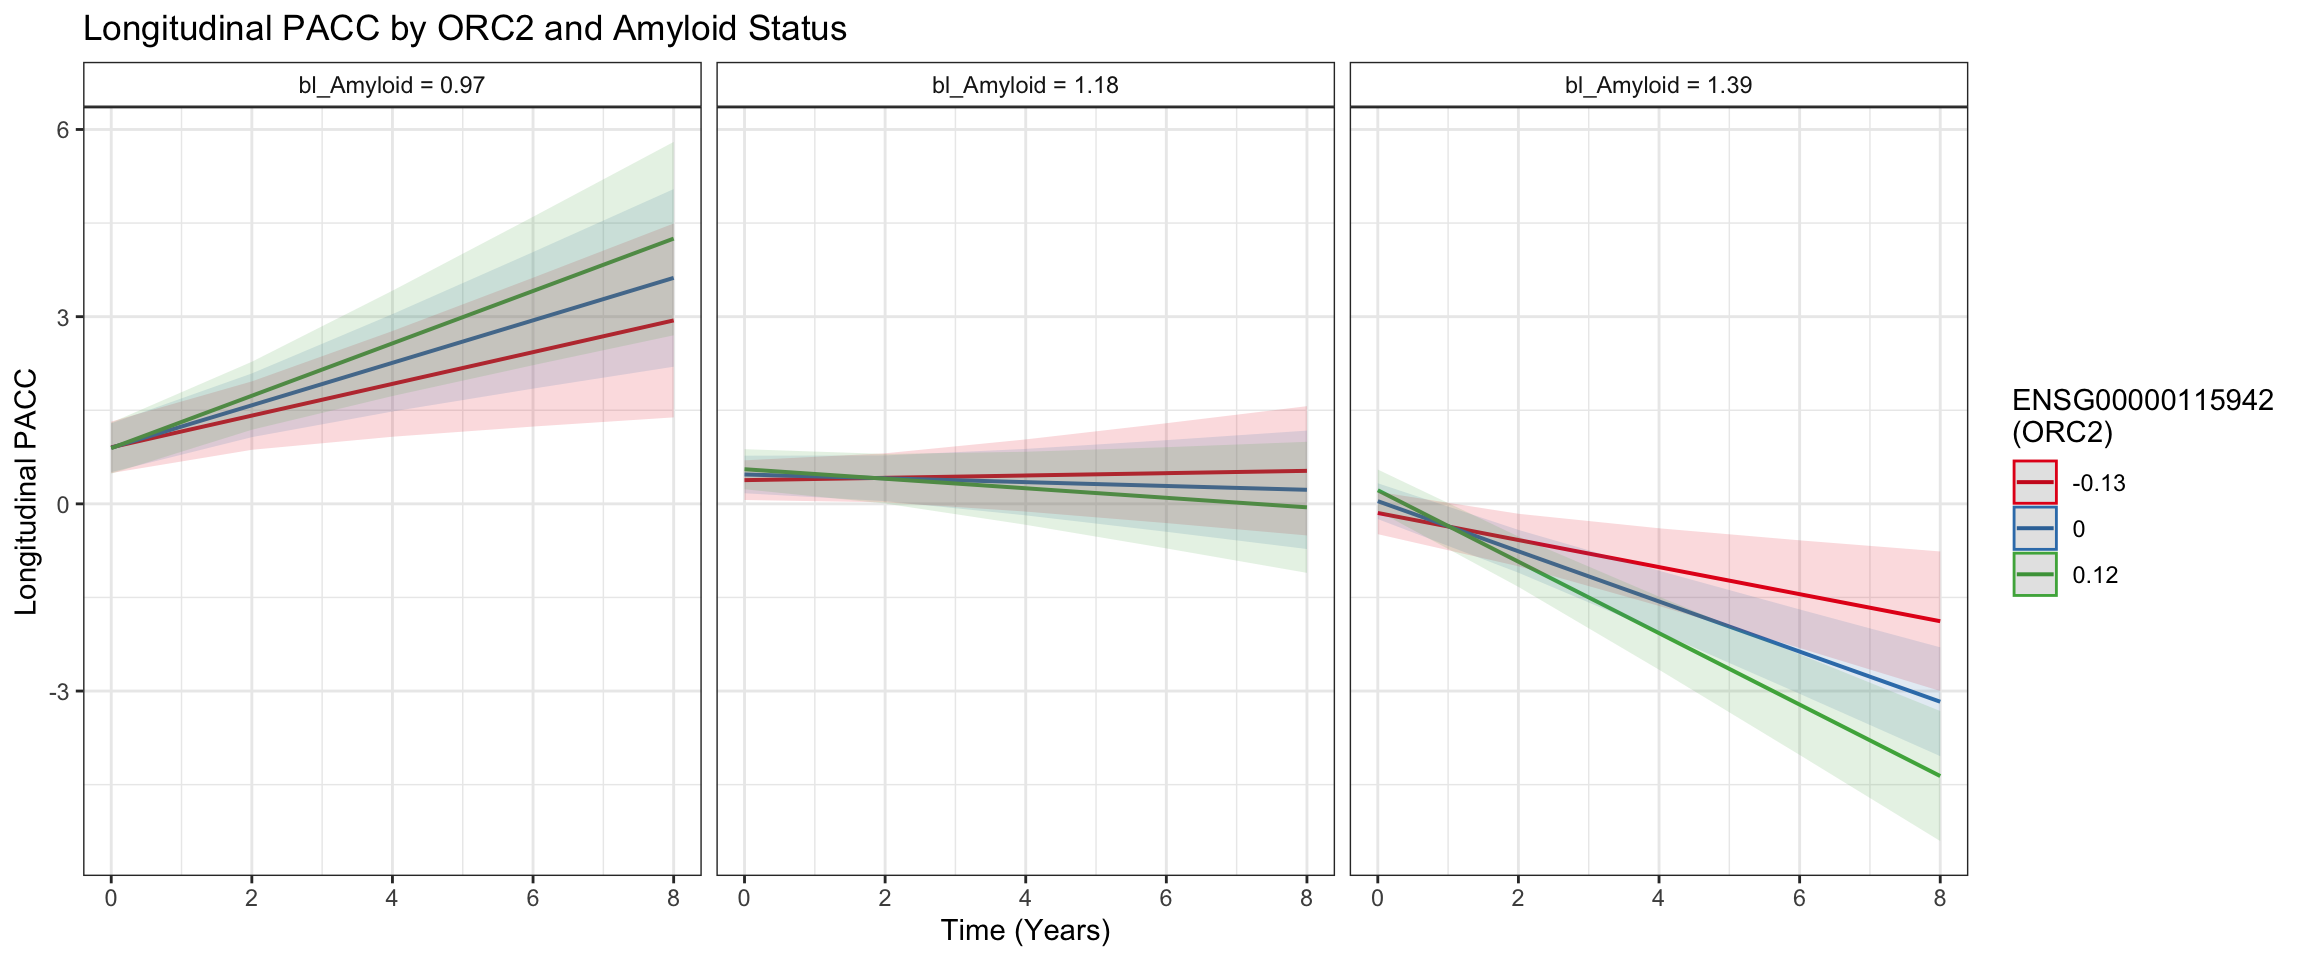 Longitudinal PACC by ORC2 and Amyloid Status
bl_Amyloid = 0.97
bl_Amyloid = 1.18
bl_Amyloid = 1.39
6
3
0
-3
Longitudinal PACC
0 2 4 6 8
0 2 4 6 8
0 2 4 6 8
Time (Years)
ENSG00000115942
(ORC2)
-0.13
0
0.12